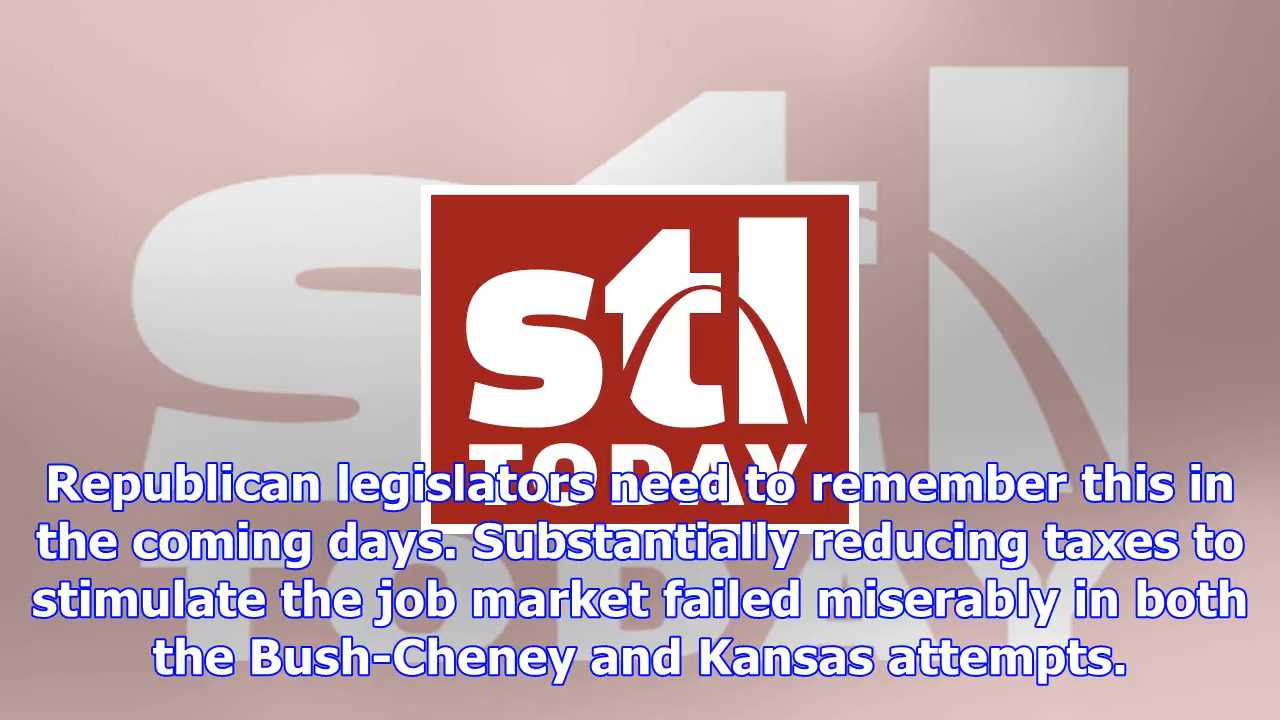 stl
TODAY
Republican legislators need to remember this in
the coming days. Substantially reducing taxes to
stimulate the job market failed miserably in both
the Bush-Cheney and Kansas attempts.